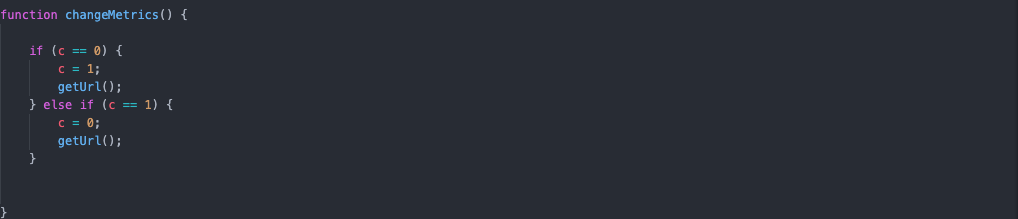 function changeMetrics() {
    if (c == 0) {
        c = 1;
        getUrl();
    } else if (c == 1) {
        c = 0;
        getUrl();
    }
}